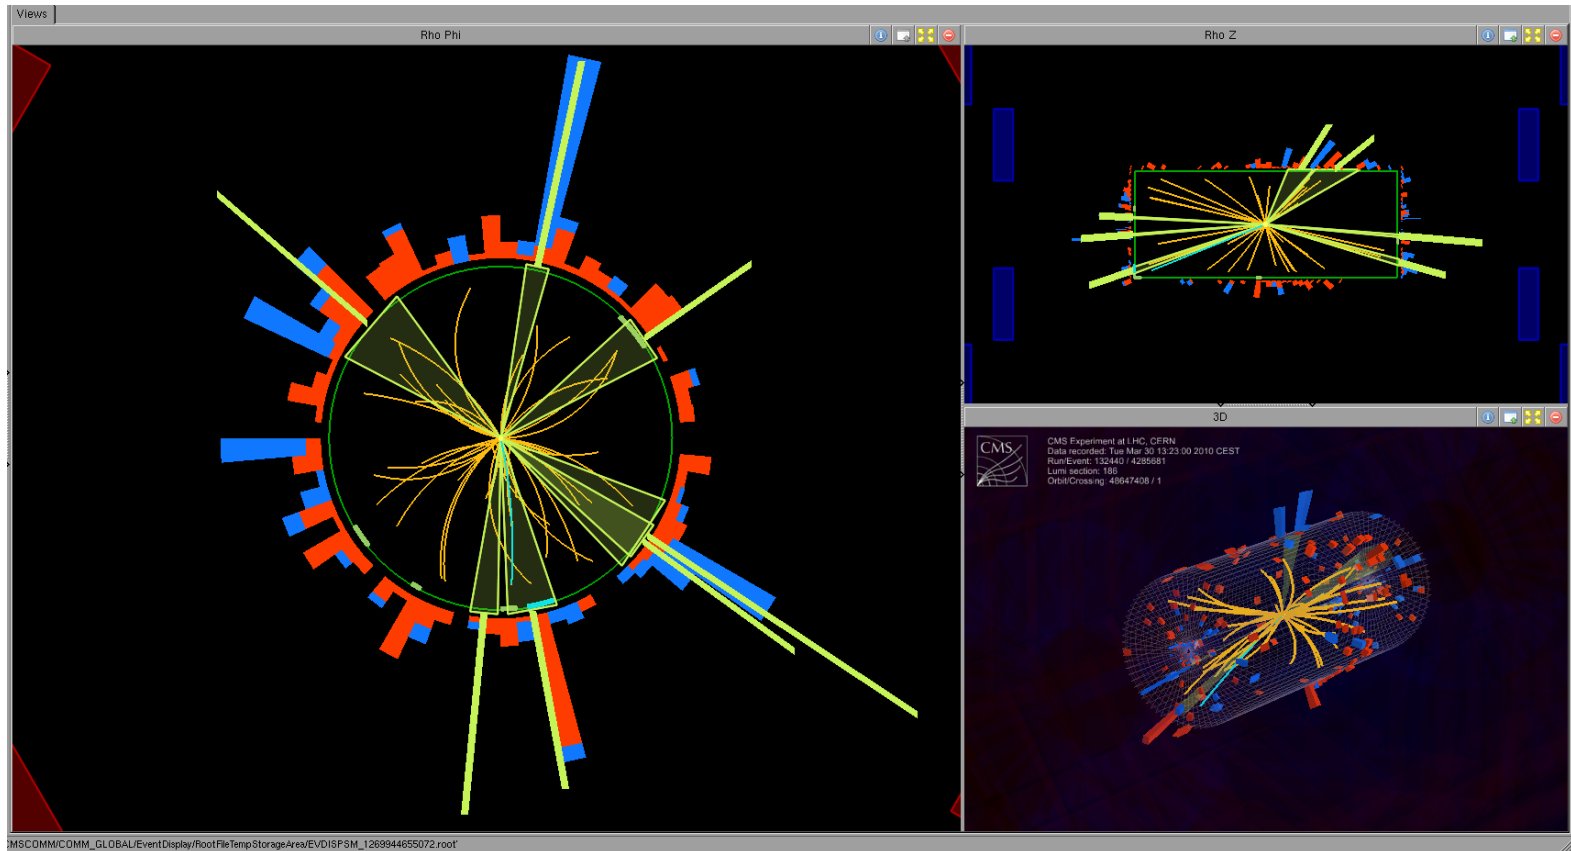 Views
Rho Phi
Rho Z
3D
CMS
CMS Experiment at LHC, CERN
Data recorded: Tue Mar 30 13:23:00 2010 CEST
Run/Event: 132440 / 4285681
Lumi section: 186
Orbit/Crossing: 48647408 / 1
CMSCOMM/COMM_GLOBAL/EventDisplay/RootFileTempStorageArea/EVDISPSM_1269944655072.root'